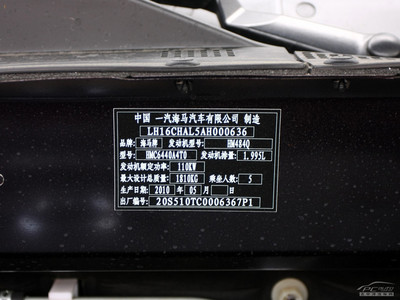 中国 一汽海马汽车有限公司 制造
LH16CHAL5AH000636
品牌: 海马牌 发动机型号: HM484Q
型号: HMC6440A4T0 发动机排量: 1.995L
发动机额定功率: 110KW
最大设计总质量: 1810KG 乘坐人数: 5
生产日期: 2010 年 05 月 日
出厂编号: 20S510TC0006367P1